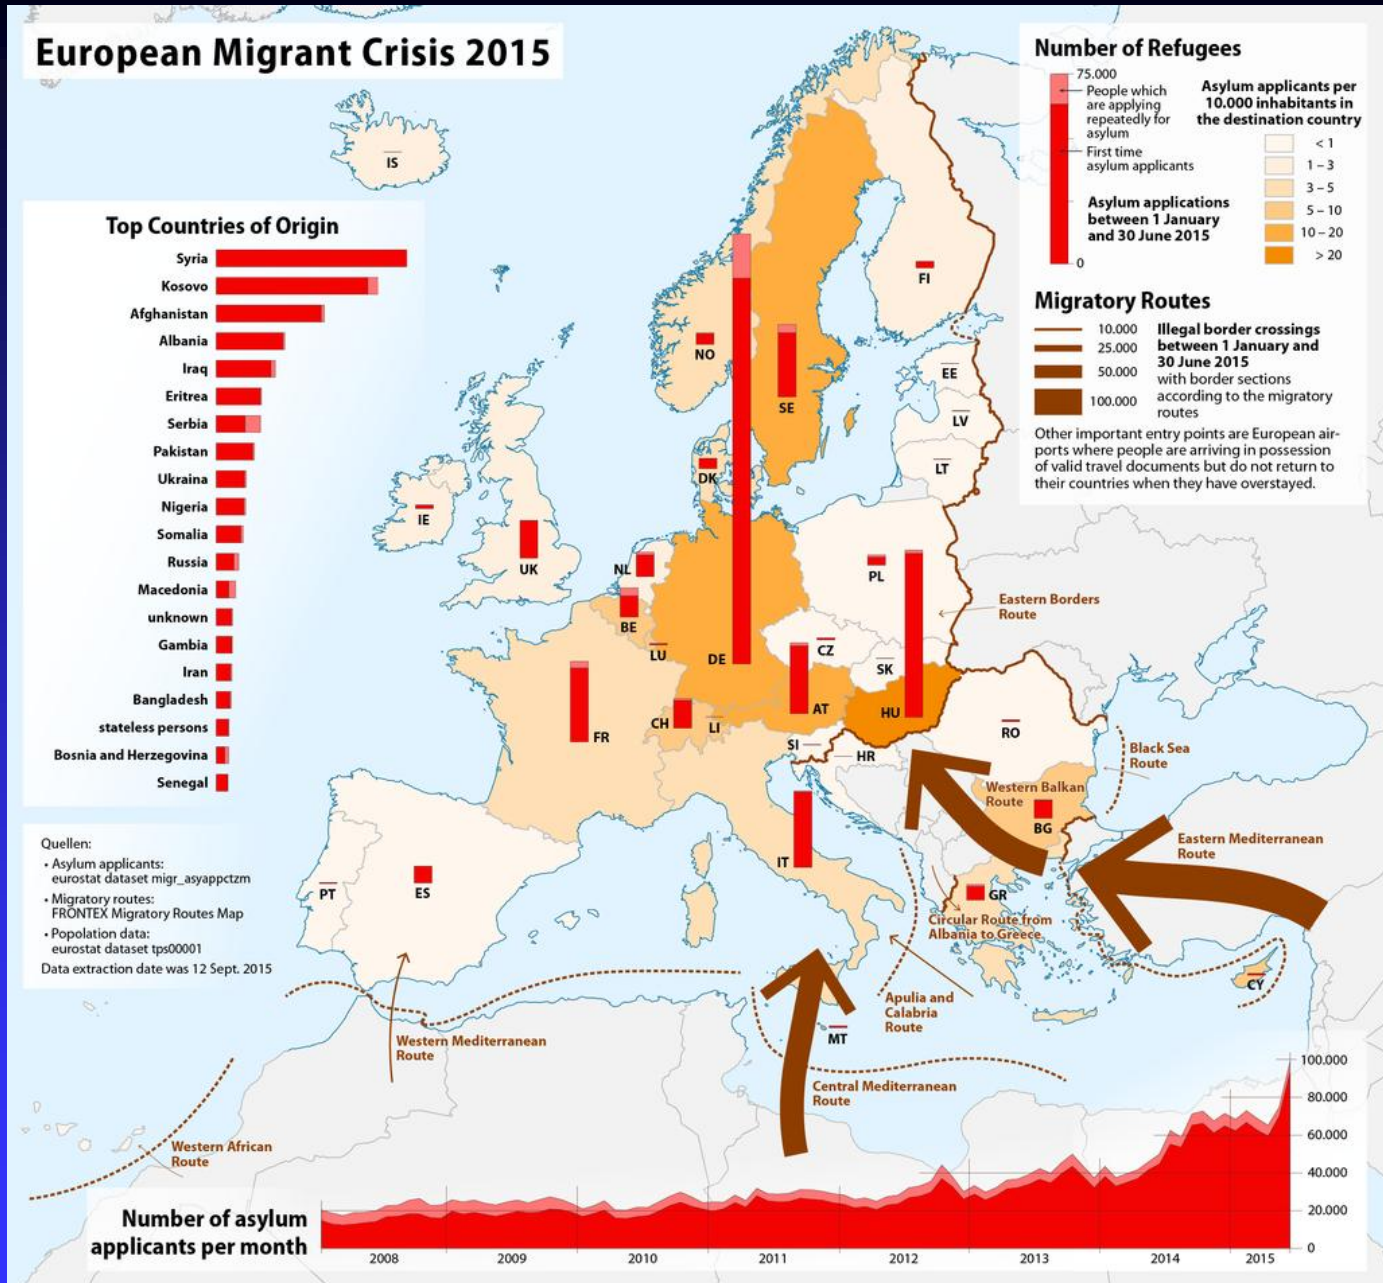 European Migrant Crisis 2015
Number of Refugees
75.000
People which
are applying
repeatedly for
asylum
First time
asylum applicants
Asylum applications
between 1 January
and 30 June 2015
0
Asylum applicants per
10.000 inhabitants in
the destination country
< 1
1 – 3
3 – 5
5 – 10
10 – 20
> 20
Migratory Routes
10.000
25.000
50.000
100.000
Illegal border crossings
between 1 January and
30 June 2015
with border sections
according to the migratory
routes
Other important entry points are European air-
ports where people are arriving in possession
of valid travel documents but do not return to
their countries when they have overstayed.
Top Countries of Origin
Syria
Kosovo
Afghanistan
Albania
Iraq
Eritrea
Serbia
Pakistan
Ukraina
Nigeria
Somalia
Russia
Macedonia
unknown
Gambia
Iran
Bangladesh
stateless persons
Bosnia and Herzegovina
Senegal
Quellen:
• Asylum applicants:
eurostat dataset migr_asyappctzm
• Migratory routes:
FRONTEX Migratory Routes Map
• Popolation data:
eurostat dataset tps00001
Data extraction date was 12 Sept. 2015
IS
FI
NO
SE
EE
LV
LT
DK
IE
UK
NL
BE
LU
DE
PL
CZ
SK
AT
HU
CH
LI
FR
SI
HR
RO
BG
IT
GR
PT
ES
MT
CY
Eastern Borders
Route
Black Sea
Route
Western Balkan
Route
Eastern Mediterranean
Route
Circular Route from
Albania to Greece
Apulia and
Calabria
Route
Western Mediterranean
Route
Central Mediterranean
Route
Western African
Route
Number of asylum
applicants per month
100.000
80.000
60.000
40.000
20.000
0
2008
2009
2010
2011
2012
2013
2014
2015